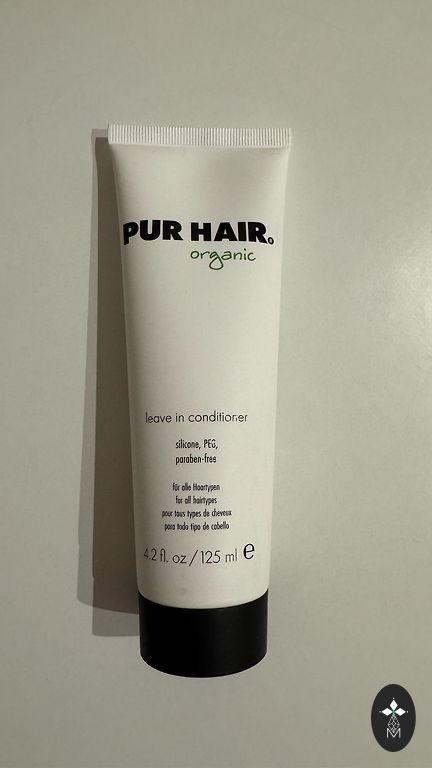 PUR HAIR.
organic
leave in conditioner
silicone, PEG,
paraben-free
für alle Haartypen
for all hairtypes
pour tous types de cheveux
para todo tipo de cabello
4.2 fl. oz / 125 ml ℮